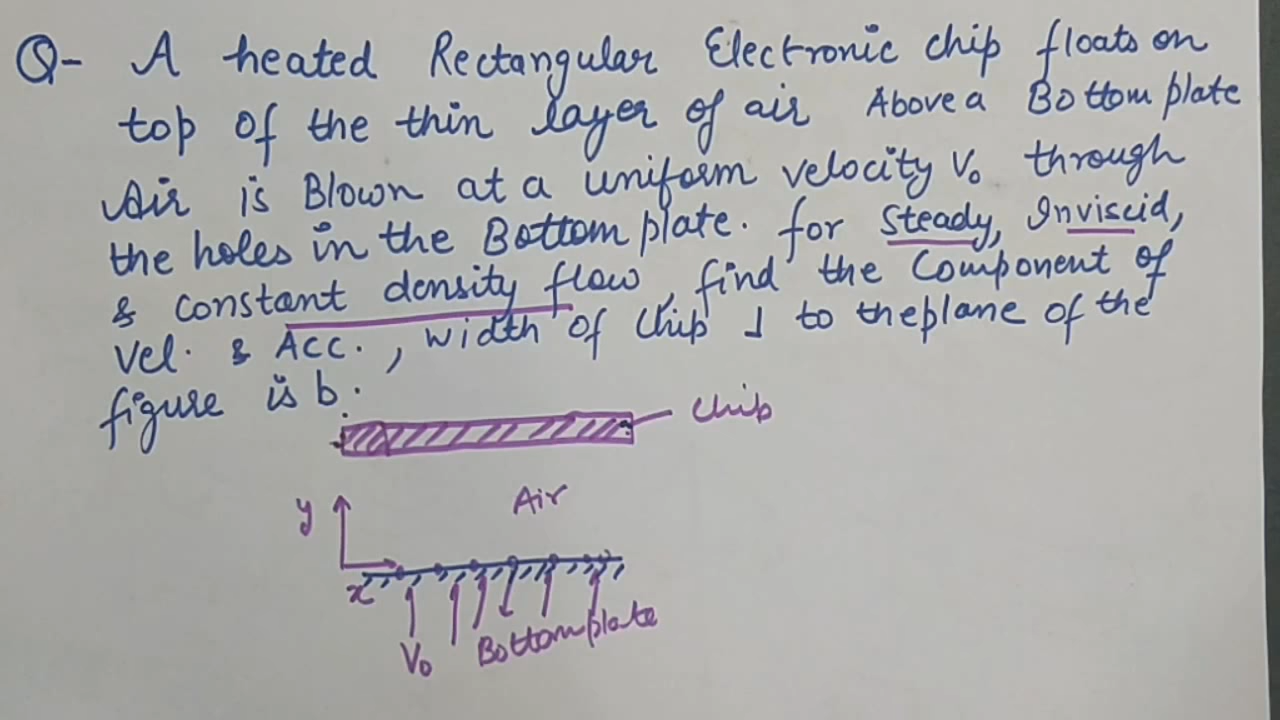 Q- A heated Rectangular Electronic chip floats on
top of the thin layer of air Above a Bottom plate
Air is Blown at a uniform velocity V₀ through
the holes in the Bottom plate. for Steady, Inviscid,
& constant density flow, find the Component of
Vel. & Acc., width of Chip ⊥ to the plane of the
figure is b.
Chip
y
Air
x
V₀
Bottom plate